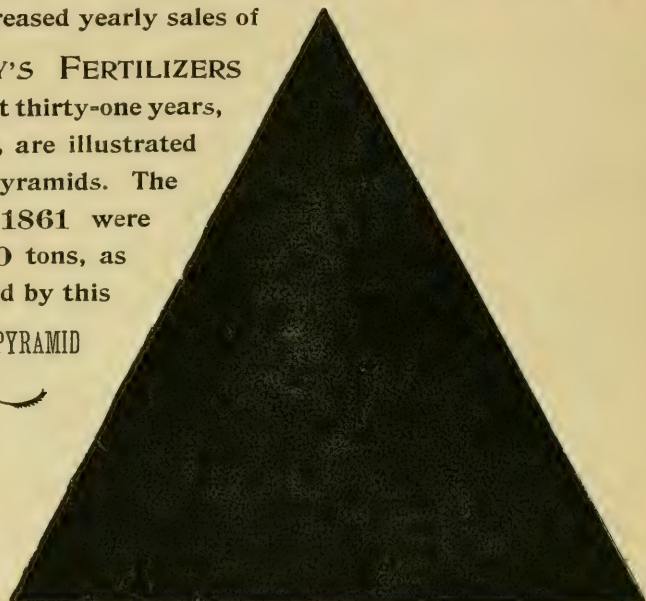 reased yearly sales of
Y'S FERTILIZERS
t thirty=one years,
, are illustrated
yramids. The
1861 were
0 tons, as
d by this
PYRAMID